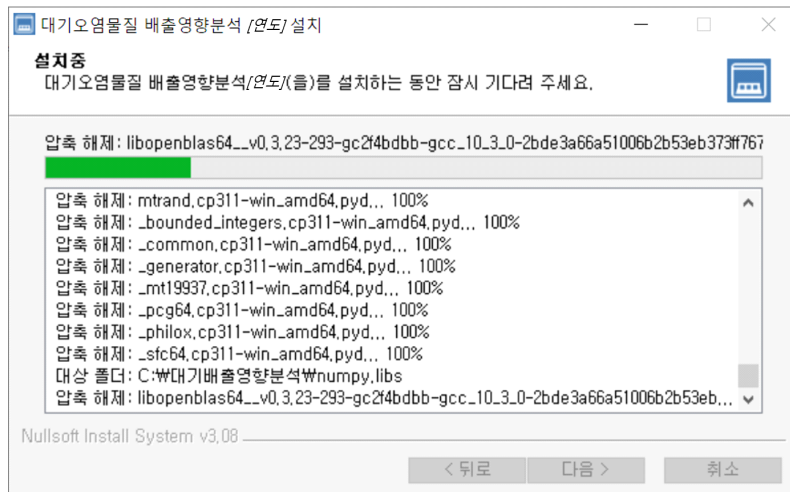 대기오염물질 배출영향분석 [연도] 설치
설치중
대기오염물질 배출영향분석[연도](을)를 설치하는 동안 잠시 기다려 주세요.
압축 해제: libopenblas64__v0.3.23-293-gc2f4bdbb-gcc_10_3_0-2bde3a66a51006b2b53eb373ff767
압축 해제: mtrand.cp311-win_amd64.pyd... 100%
압축 해제: _bounded_integers.cp311-win_amd64.pyd... 100%
압축 해제: _common.cp311-win_amd64.pyd... 100%
압축 해제: _generator.cp311-win_amd64.pyd... 100%
압축 해제: _mt19937.cp311-win_amd64.pyd... 100%
압축 해제: _pcg64.cp311-win_amd64.pyd... 100%
압축 해제: _philox.cp311-win_amd64.pyd... 100%
압축 해제: _sfc64.cp311-win_amd64.pyd... 100%
대상 폴더: C:₩대기배출영향분석₩numpy.libs
압축 해제: libopenblas64__v0.3.23-293-gc2f4bdbb-gcc_10_3_0-2bde3a66a51006b2b53eb...
Nullsoft Install System v3.08
< 뒤로 다음 > 취소